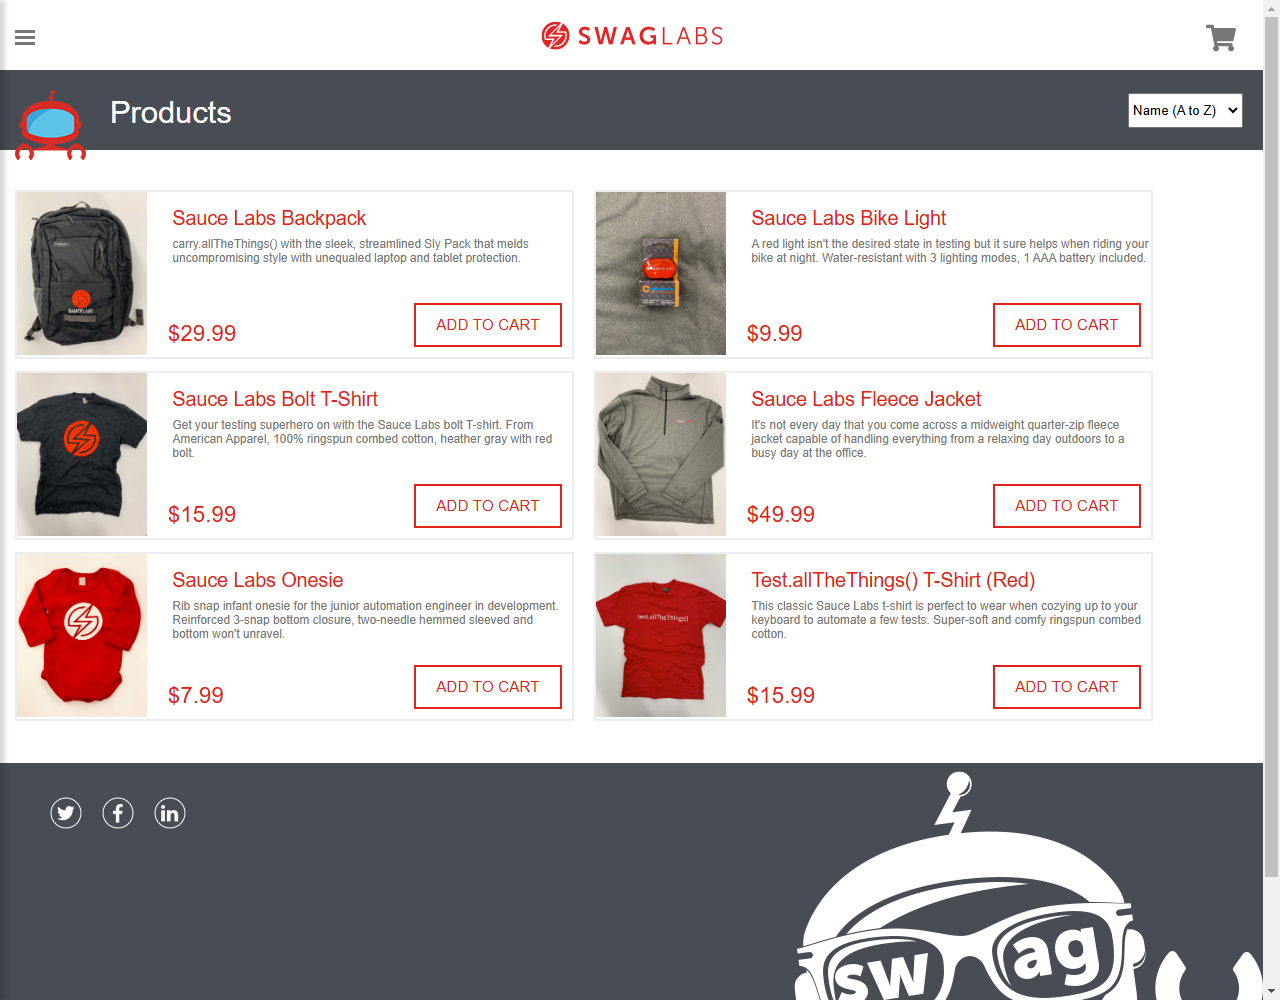 SWAGLABS
Products
Name (A to Z)
Sauce Labs Backpack
carry.allTheThings() with the sleek, streamlined Sly Pack that melds
uncompromising style with unequaled laptop and tablet protection.
$29.99
ADD TO CART
SAUCELABS
Sauce Labs Bike Light
A red light isn't the desired state in testing but it sure helps when riding your
bike at night. Water-resistant with 3 lighting modes, 1 AAA battery included.
$9.99
ADD TO CART
Sauce Labs Bolt T-Shirt
Get your testing superhero on with the Sauce Labs bolt T-shirt. From
American Apparel, 100% ringspun combed cotton, heather gray with red
bolt.
$15.99
ADD TO CART
Sauce Labs Fleece Jacket
It's not every day that you come across a midweight quarter-zip fleece
jacket capable of handling everything from a relaxing day outdoors to a
busy day at the office.
$49.99
ADD TO CART
Sauce Labs Onesie
Rib snap infant onesie for the junior automation engineer in development.
Reinforced 3-snap bottom closure, two-needle hemmed sleeved and
bottom won't unravel.
$7.99
ADD TO CART
test.allTheThings()
Test.allTheThings() T-Shirt (Red)
This classic Sauce Labs t-shirt is perfect to wear when cozying up to your
keyboard to automate a few tests. Super-soft and comfy ringspun combed
cotton.
$15.99
ADD TO CART
swag